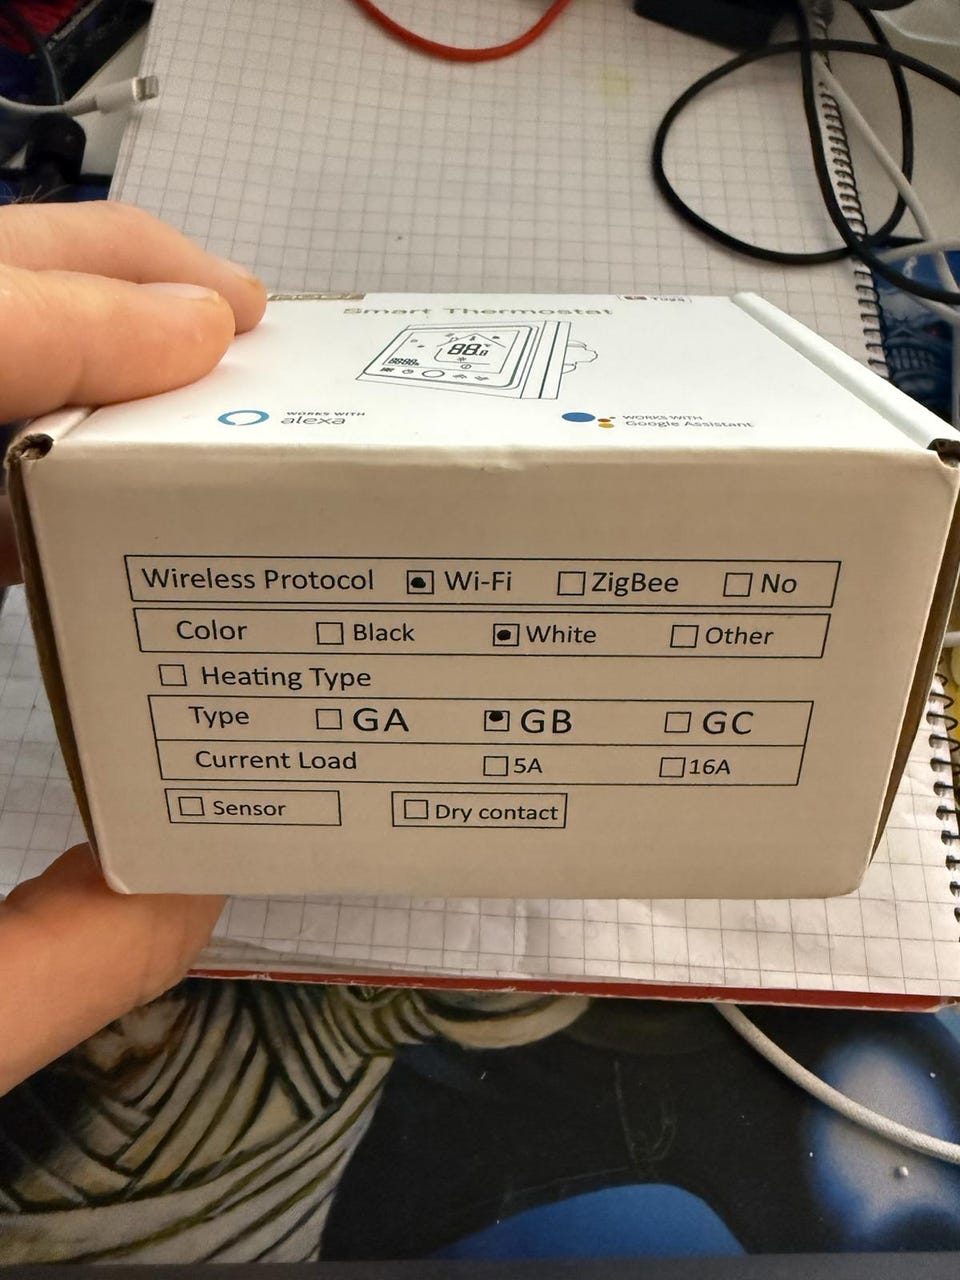 Smart Thermostat
88.0
WORKS WITH
alexa
WORKS WITH
Google Assistant
Wireless Protocol Wi-Fi ZigBee No
Color Black White Other
Heating Type
Type GA GB GC
Current Load 5A 16A
Sensor Dry contact